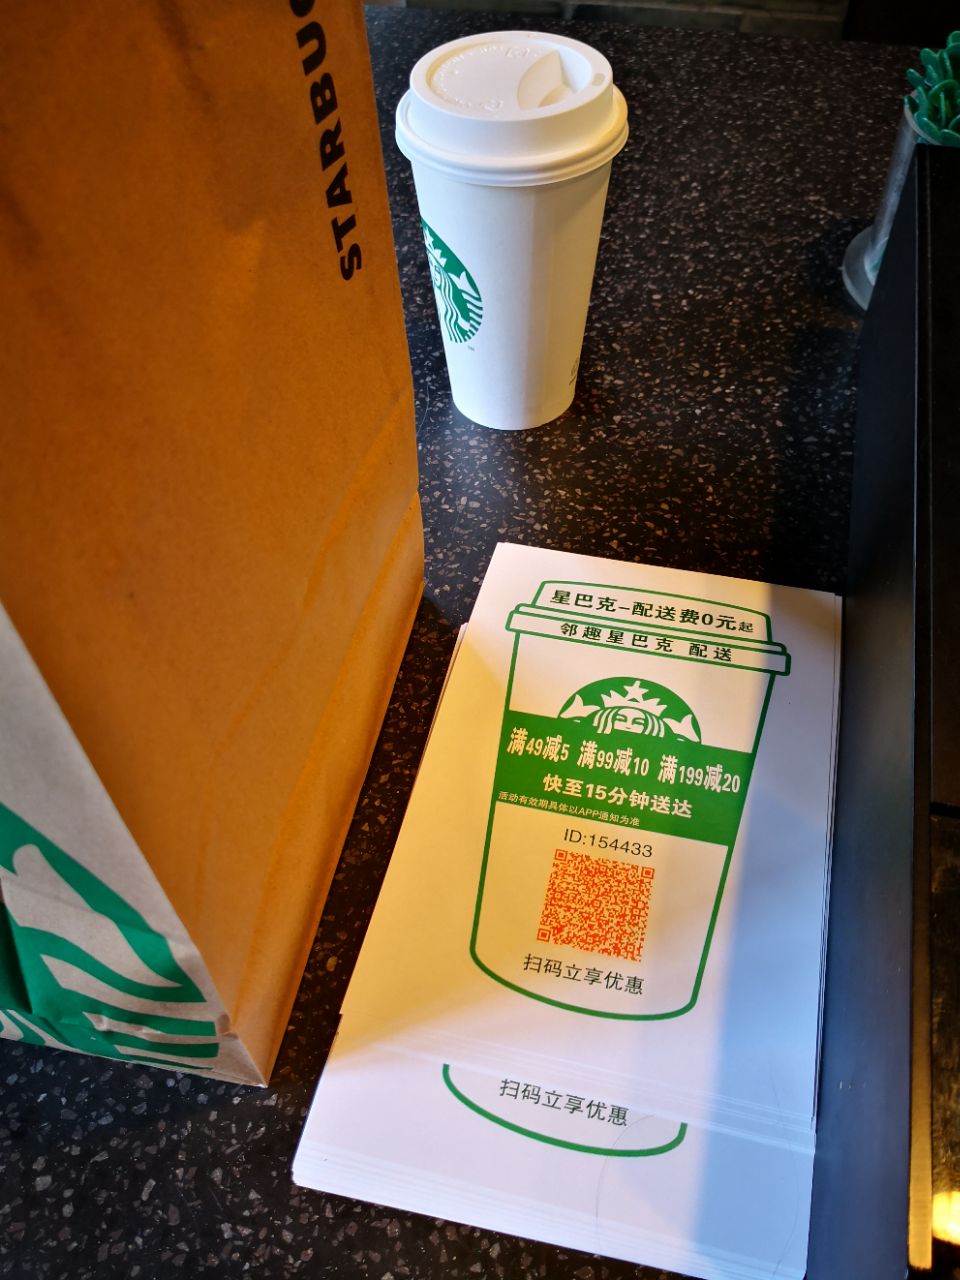 STARBUC
星巴克-配送费0元起
邻趣星巴克 配送
满49减5 满99减10 满199减20
快至15分钟送达
活动有效期具体以APP通知为准
ID:154433
扫码立享优惠
扫码立享优惠